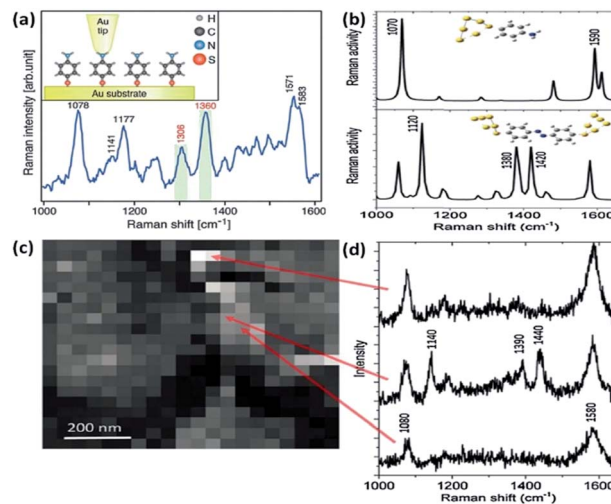 (a)
Au
tip
H
C
N
S
Au substrate
Raman intensity [arb.unit]
1078
1141
1177
1306
1360
1571
1583
1000 1200 1400 1600
Raman shift [cm⁻¹]
(b)
Raman activity
1070
1590
Raman activity
1120
1380
1420
1000 1200 1400 1600
Raman shift (cm⁻¹)
(c)
200 nm
(d)
Intensity
1140
1390
1440
1080
1580
1000 1200 1400 1600
Raman shift(cm⁻¹)